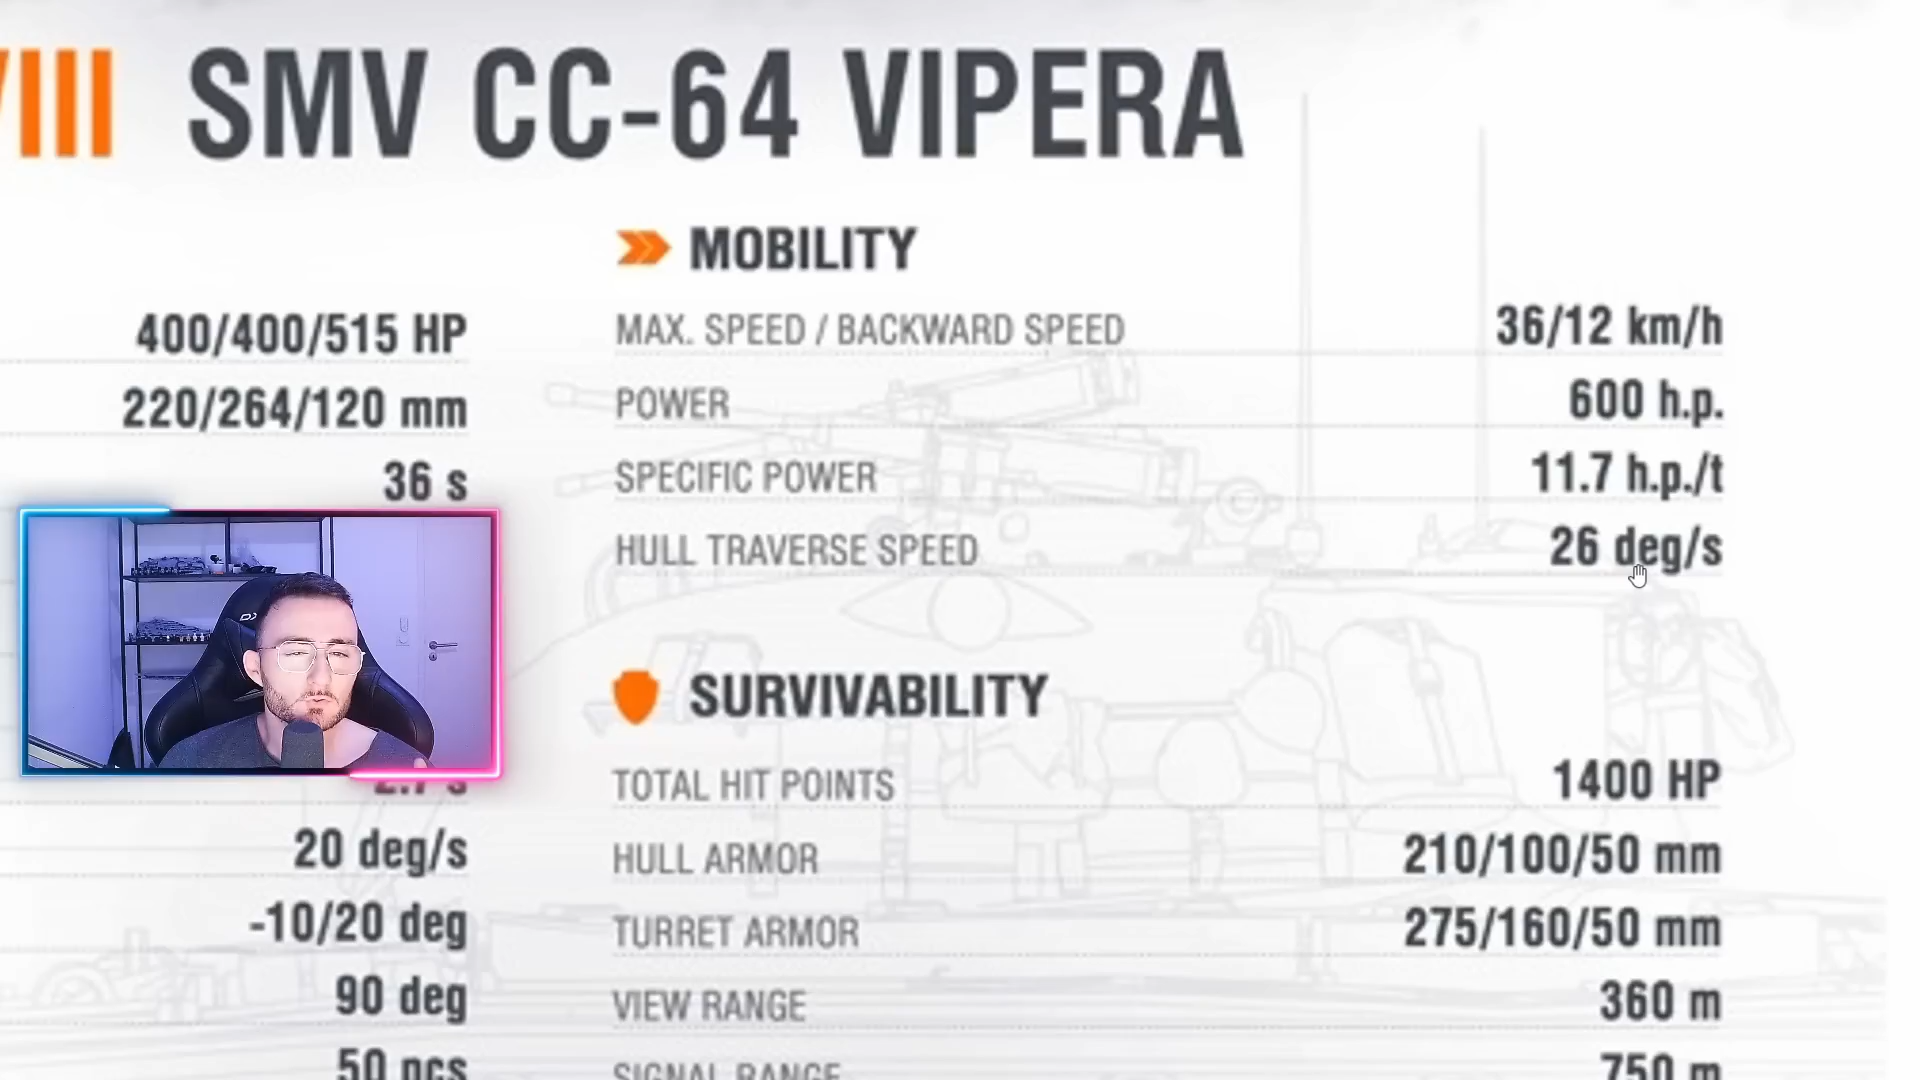 VIII SMV CC-64 VIPERA
400/400/515 HP
220/264/120 mm
36 s
20 deg/s
-10/20 deg
90 deg
50 pcs
MOBILITY
MAX. SPEED / BACKWARD SPEED 36/12 km/h
POWER 600 h.p.
SPECIFIC POWER 11.7 h.p./t
HULL TRAVERSE SPEED 26 deg/s
SURVIVABILITY
TOTAL HIT POINTS 1400 HP
HULL ARMOR 210/100/50 mm
TURRET ARMOR 275/160/50 mm
VIEW RANGE 360 m
SIGNAL RANGE 750 m